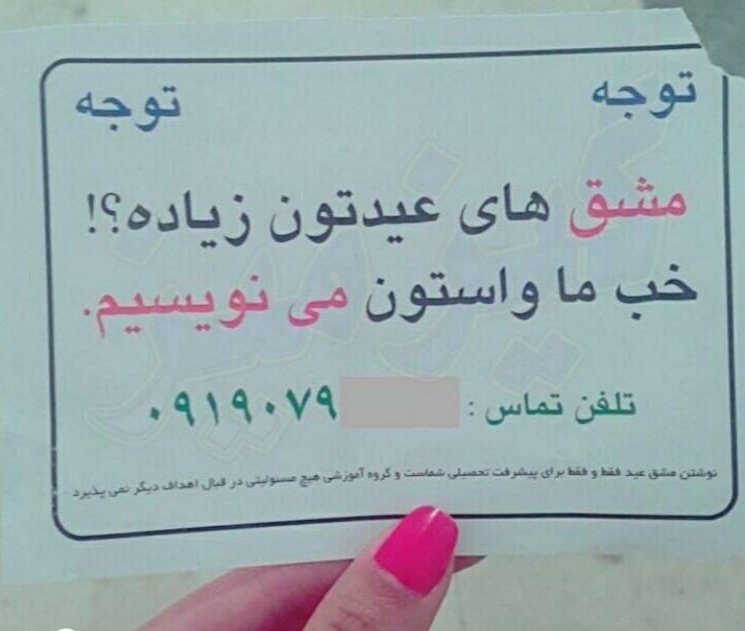 توجه توجه
مشق های عیدتون زیاده؟!
خب ما واستون می نویسیم.
تلفن تماس : ۰۹۱۹۰۷۹
نوشتن مشق عید فقط و فقط برای پیشرفت تحصیلی شماست و گروه آموزشی هیچ مسئولیتی در قبال اهداف دیگر نمی پذیرد